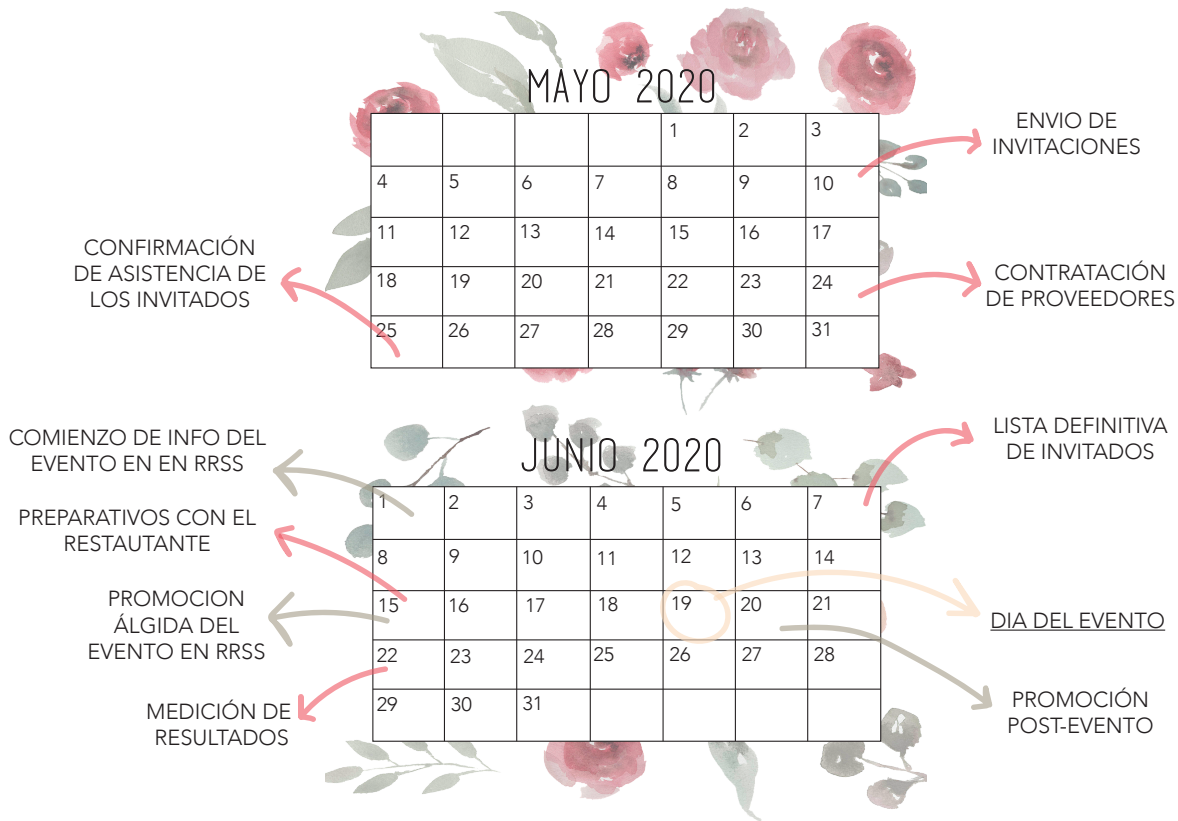 MAYO 2020
1 2 3
4 5 6 7 8 9 10
11 12 13 14 15 16 17
18 19 20 21 22 23 24
25 26 27 28 29 30 31
ENVIO DE
INVITACIONES
CONFIRMACIÓN
DE ASISTENCIA DE
LOS INVITADOS
CONTRATACIÓN
DE PROVEEDORES
JUNIO 2020
1 2 3 4 5 6 7
8 9 10 11 12 13 14
15 16 17 18 19 20 21
22 23 24 25 26 27 28
29 30 31
COMIENZO DE INFO DEL
EVENTO EN EN RRSS
LISTA DEFINITIVA
DE INVITADOS
PREPARATIVOS CON EL
RESTAUTANTE
PROMOCION
ÁLGIDA DEL
EVENTO EN RRSS
DIA DEL EVENTO
MEDICIÓN DE
RESULTADOS
PROMOCIÓN
POST-EVENTO